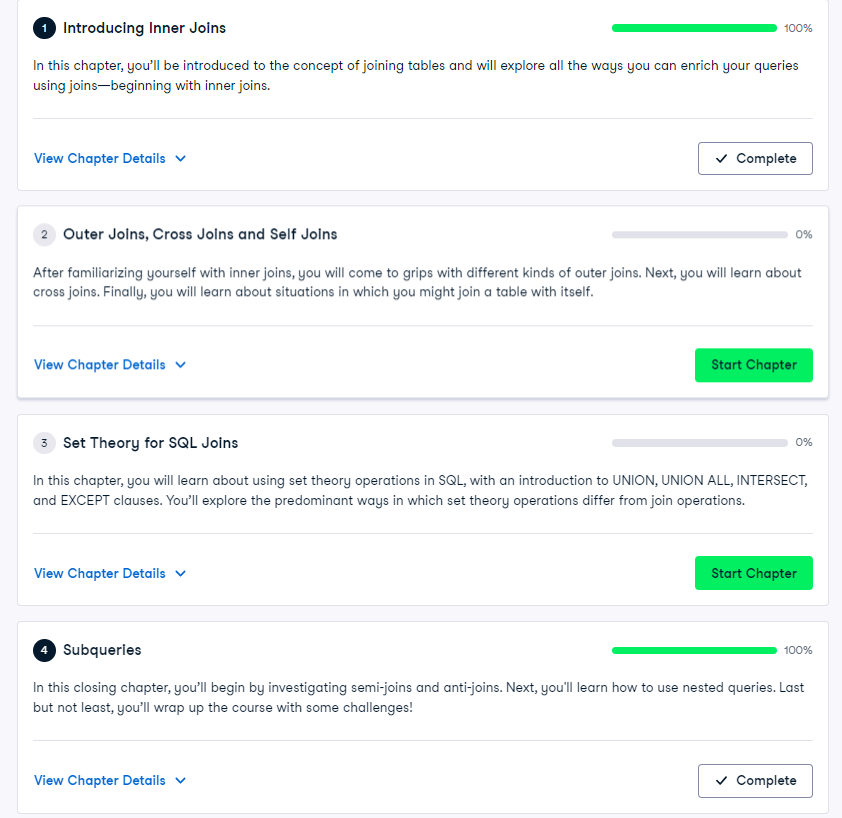 1 Introducing Inner Joins 100%
In this chapter, you’ll be introduced to the concept of joining tables and will explore all the ways you can enrich your queries
using joins—beginning with inner joins.
View Chapter Details Complete
2 Outer Joins, Cross Joins and Self Joins 0%
After familiarizing yourself with inner joins, you will come to grips with different kinds of outer joins. Next, you will learn about
cross joins. Finally, you will learn about situations in which you might join a table with itself.
View Chapter Details Start Chapter
3 Set Theory for SQL Joins 0%
In this chapter, you will learn about using set theory operations in SQL, with an introduction to UNION, UNION ALL, INTERSECT,
and EXCEPT clauses. You’ll explore the predominant ways in which set theory operations differ from join operations.
View Chapter Details Start Chapter
4 Subqueries 100%
In this closing chapter, you’ll begin by investigating semi-joins and anti-joins. Next, you'll learn how to use nested queries. Last
but not least, you’ll wrap up the course with some challenges!
View Chapter Details Complete